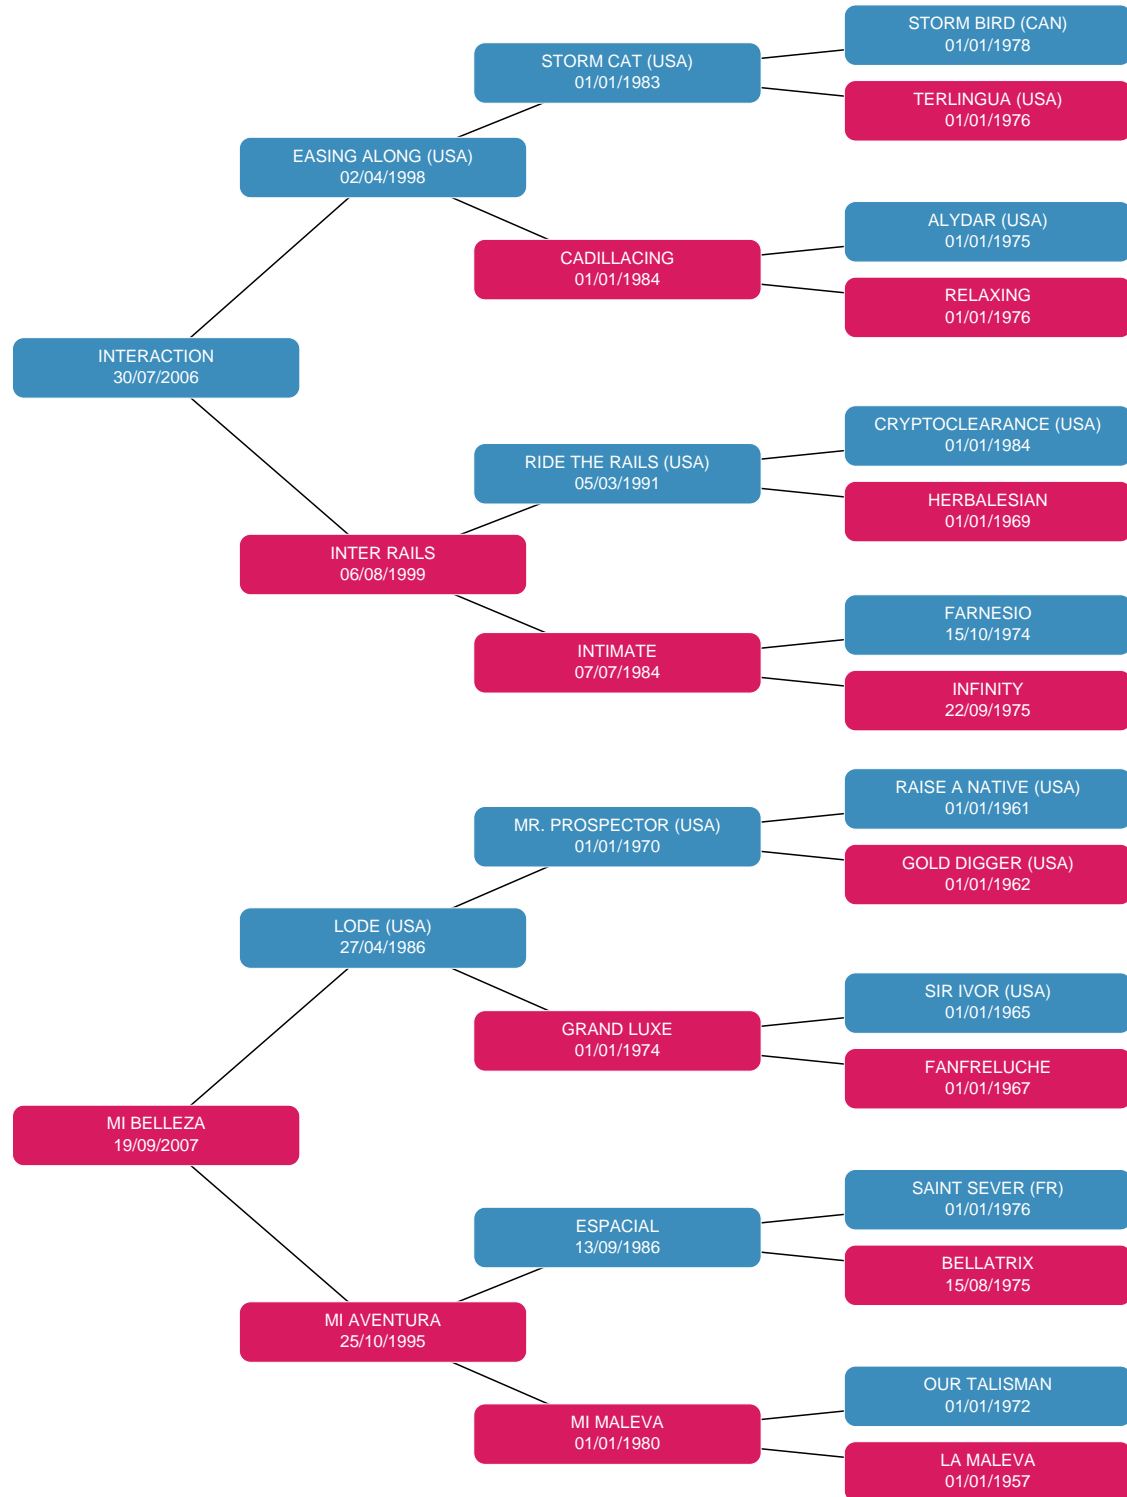 STORM BIRD (CAN)
01/01/1978
STORM CAT (USA)
01/01/1983
TERLINGUA (USA)
01/01/1976
EASING ALONG (USA)
02/04/1998
ALYDAR (USA)
01/01/1975
CADILLACING
01/01/1984
RELAXING
01/01/1976
INTERACTION
30/07/2006
CRYPTOCLEARANCE (USA)
01/01/1984
RIDE THE RAILS (USA)
05/03/1991
HERBALESIAN
01/01/1969
INTER RAILS
06/08/1999
FARNESIO
15/10/1974
INTIMATE
07/07/1984
INFINITY
22/09/1975
RAISE A NATIVE (USA)
01/01/1961
MR. PROSPECTOR (USA)
01/01/1970
GOLD DIGGER (USA)
01/01/1962
LODE (USA)
27/04/1986
SIR IVOR (USA)
01/01/1965
GRAND LUXE
01/01/1974
FANFRELUCHE
01/01/1967
MI BELLEZA
19/09/2007
SAINT SEVER (FR)
01/01/1976
ESPACIAL
13/09/1986
BELLATRIX
15/08/1975
MI AVENTURA
25/10/1995
OUR TALISMAN
01/01/1972
MI MALEVA
01/01/1980
LA MALEVA
01/01/1957